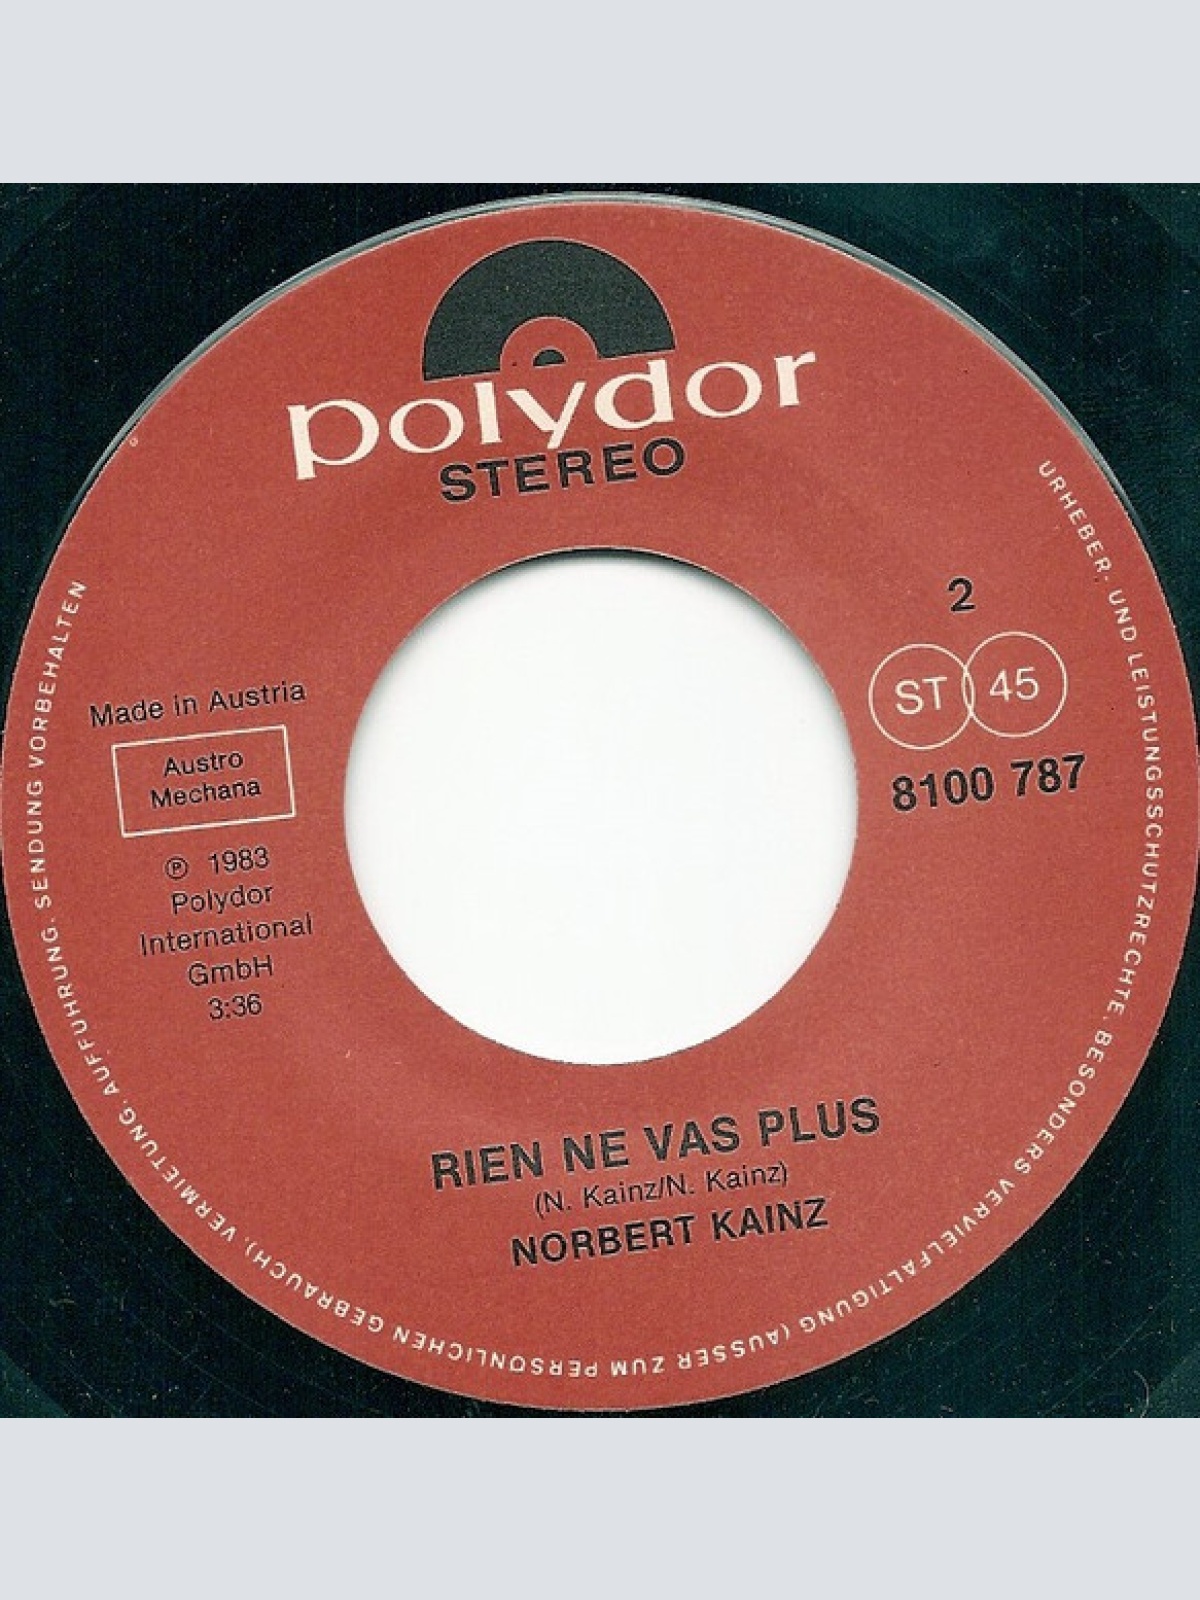 polydor
STEREO
2
ST 45
8100 787
Made in Austria
Austro
Mechana
℗ 1983
Polydor
International
GmbH
3:36
RIEN NE VAS PLUS
(N. Kainz/N. Kainz)
NORBERT KAINZ
URHEBER- UND LEISTUNGSSCHUTZRECHTE, BESONDERS VERVIELFÄLTIGUNG (AUSSER ZUM PERSÖNLICHEN GEBRAUCH), VERMIETUNG, AUFFÜHRUNG, SENDUNG VORBEHALTEN